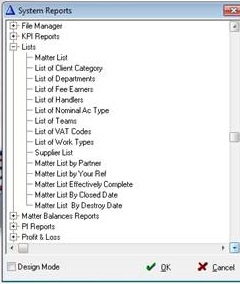 System Reports
File Manager
KPI Reports
Lists
Matter List
List of Client Category
List of Departments
List of Fee Earners
List of Handlers
List of Nominal Ac Type
List of Teams
List of VAT Codes
List of Work Types
Supplier List
Matter List by Partner
Matter List by Your Ref
Matter List Effectively Complete
Matter List By Closed Date
Matter List  By Destroy Date
Matter Balances Reports
PI Reports
Profit & Loss
Design Mode
OK
Cancel